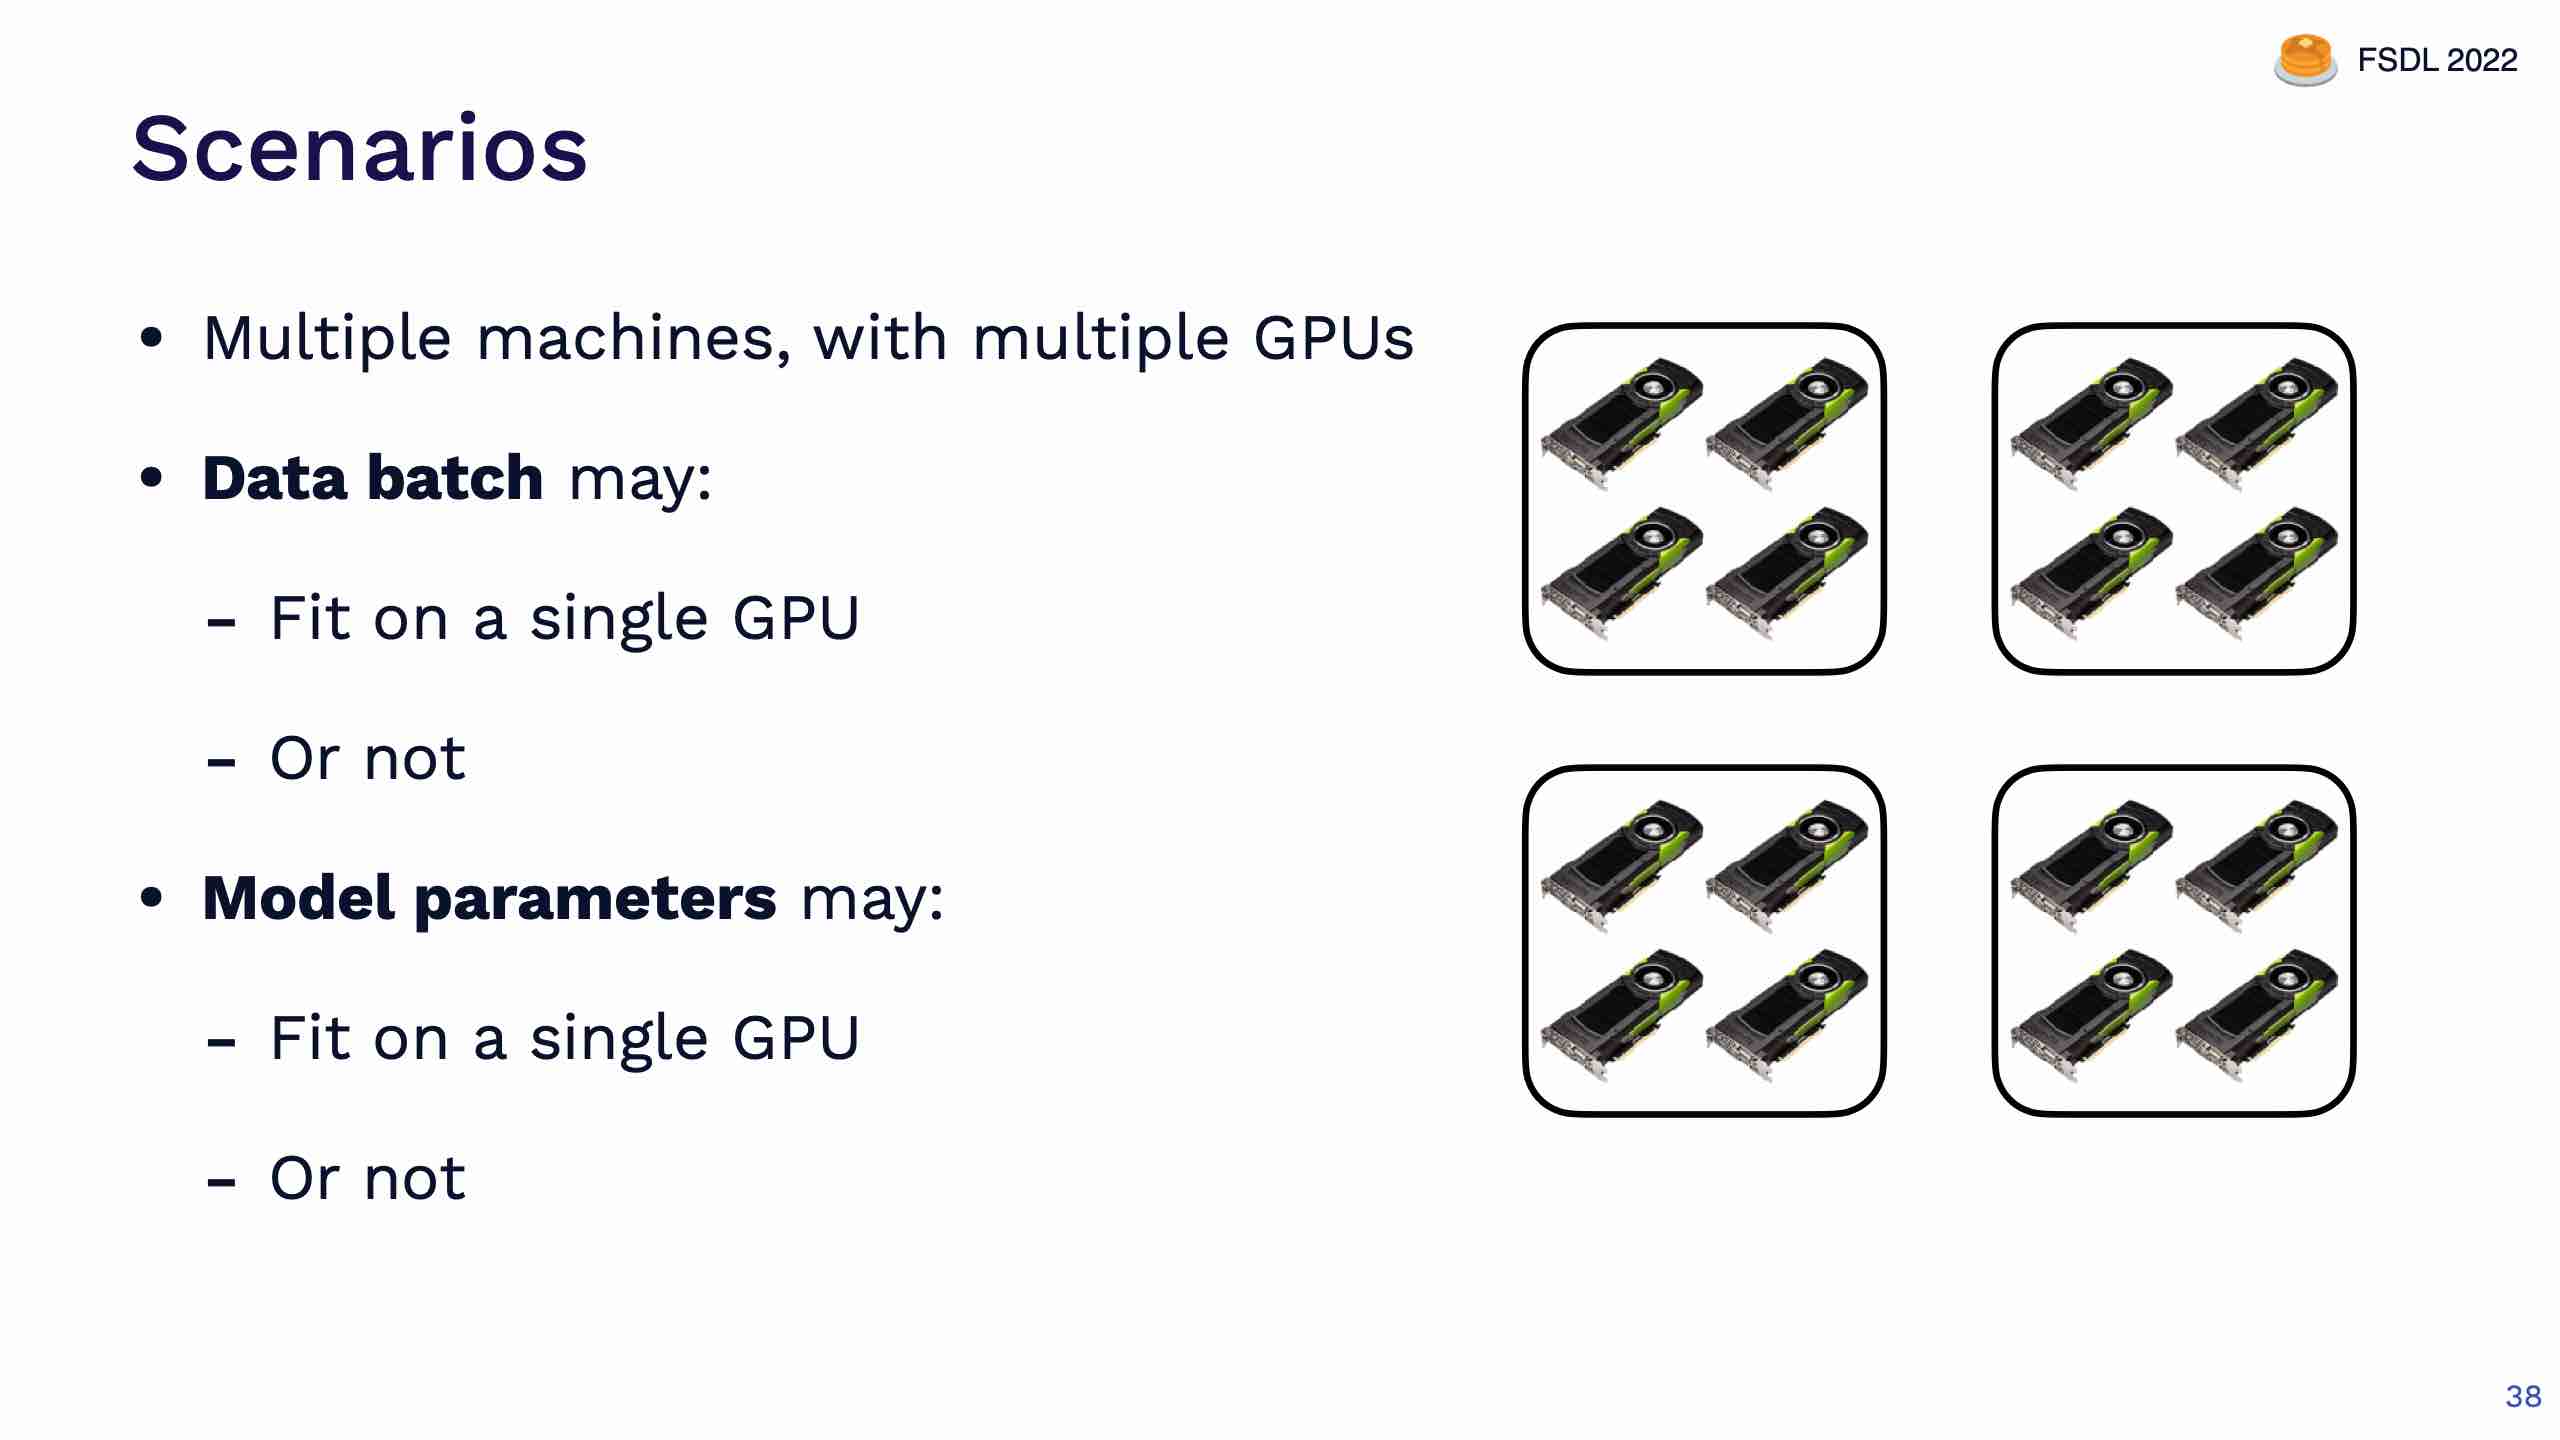 FSDL 2022
Scenarios
• Multiple machines, with multiple GPUs
• Data batch may:
- Fit on a single GPU
- Or not
• Model parameters may:
- Fit on a single GPU
- Or not
38